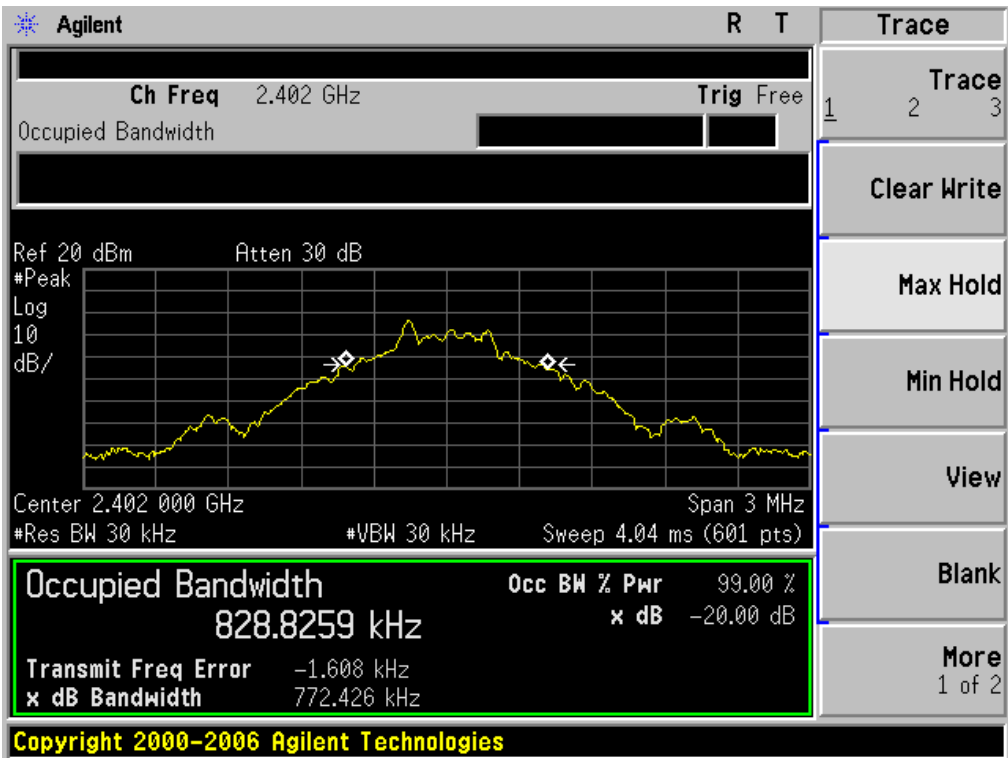 Agilent R T Trace
Ch Freq 2.402 GHz Trig Free
Occupied Bandwidth
Trace
1 2 3
Clear Write
Max Hold
Min Hold
View
Blank
More
1 of 2
Ref 20 dBm Atten 30 dB
#Peak
Log
10
dB/
Center 2.402 000 GHz Span 3 MHz
#Res BW 30 kHz #VBW 30 kHz Sweep 4.04 ms (601 pts)
Occupied Bandwidth Occ BW % Pwr 99.00 %
828.8259 kHz x dB -20.00 dB
Transmit Freq Error -1.608 kHz
x dB Bandwidth 772.426 kHz
Copyright 2000-2006 Agilent Technologies